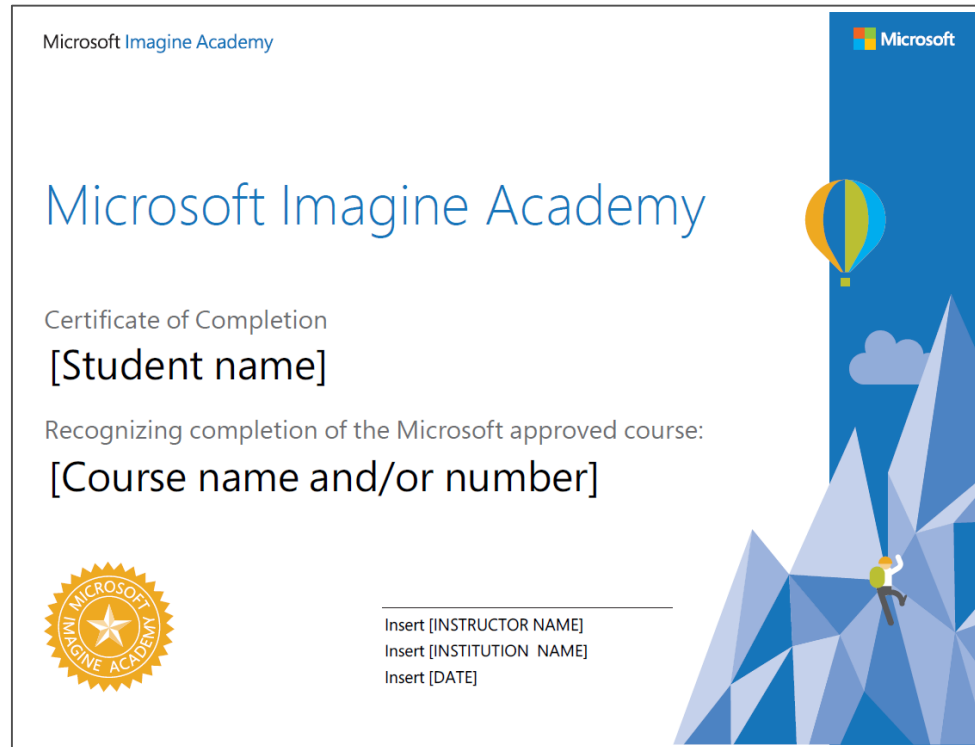 Microsoft Imagine Academy
Microsoft
Microsoft Imagine Academy
Certificate of Completion
[Student name]
Recognizing completion of the Microsoft approved course:
[Course name and/or number]
MICROSOFT
IMAGINE ACADEMY
Insert [INSTRUCTOR NAME]
Insert [INSTITUTION  NAME]
Insert [DATE]